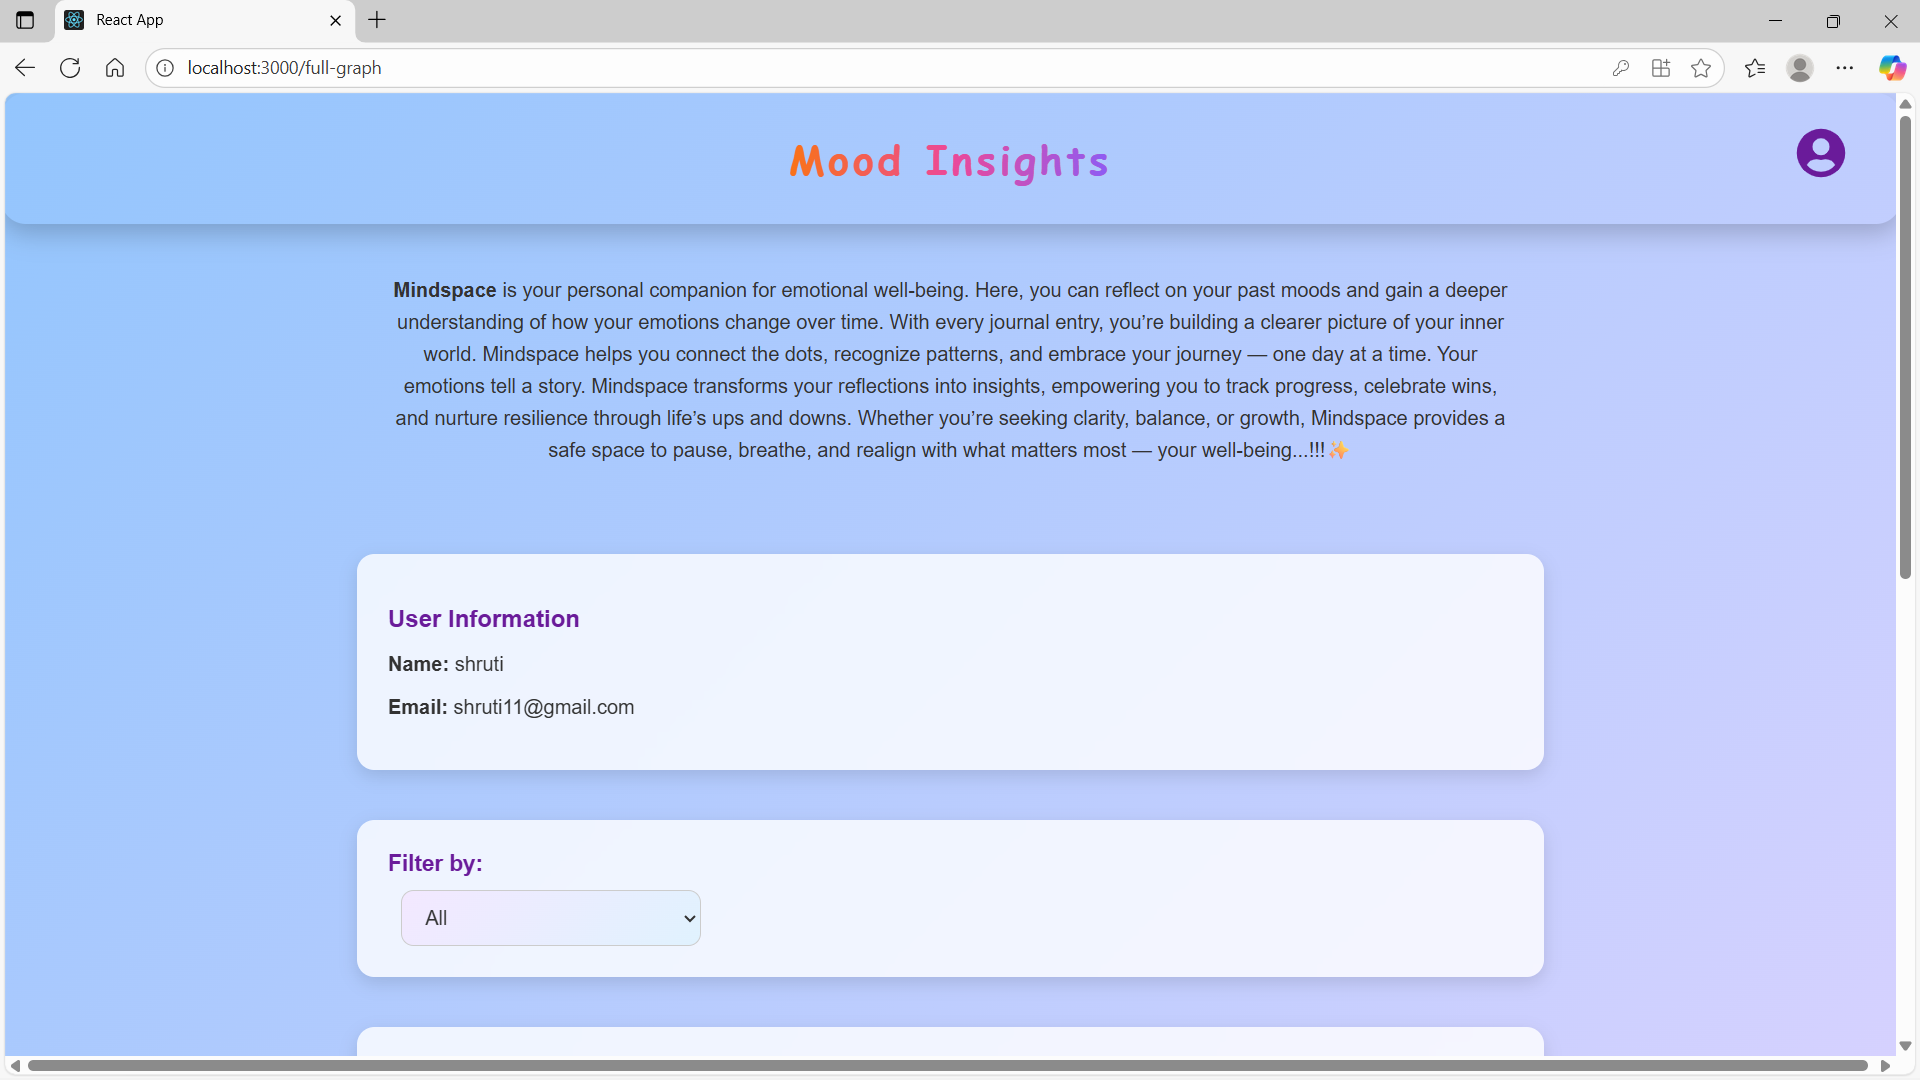 React App
localhost:3000/full-graph
Mood Insights
Mindspace is your personal companion for emotional well-being. Here, you can reflect on your past moods and gain a deeper
understanding of how your emotions change over time. With every journal entry, you’re building a clearer picture of your inner
world. Mindspace helps you connect the dots, recognize patterns, and embrace your journey — one day at a time. Your
emotions tell a story. Mindspace transforms your reflections into insights, empowering you to track progress, celebrate wins,
and nurture resilience through life’s ups and downs. Whether you’re seeking clarity, balance, or growth, Mindspace provides a
safe space to pause, breathe, and realign with what matters most — your well-being...!!!✨
User Information
Name: shruti
Email: shruti11@gmail.com
Filter by:
All